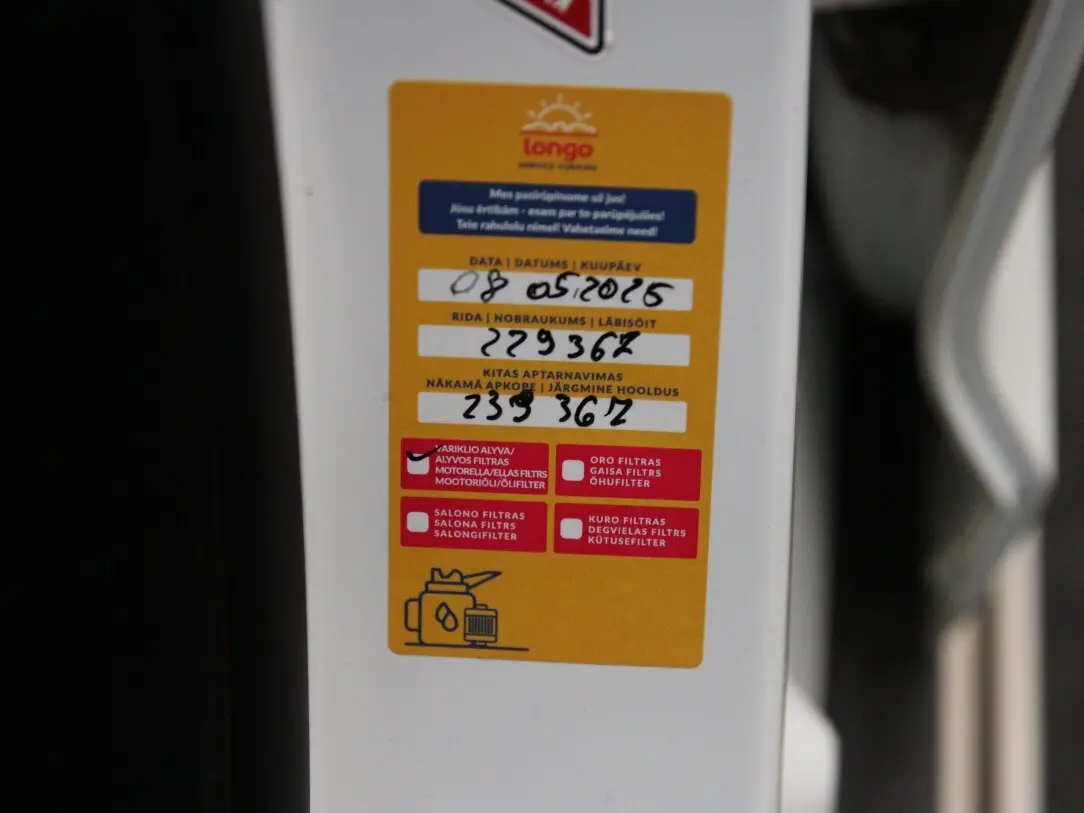 longo
Mes pasirūpinsome už jus!
Jūsu ērtībām - esam par to parūpējušies!
Teie rahulolu nimel! Vahetasime need!
DATA | DATUMS | KUUPÄEV
08 05.2025
RIDA | NOBRAUKUMS | LÄBISÕIT
229 367
KITAS APTARNAVIMAS
NĀKAMĀ APKOPE | JÄRGMINE HOOLDUS
239 367
VARIKLIO ALYVA/
ALYVOS FILTRAS
MOTOREĻĻA/EĻĻAS FILTRS
MOOTORIÕLI/ÕLIFILTER
ORO FILTRAS
GAISA FILTRS
ÕHUFILTER
SALONO FILTRAS
SALONA FILTRS
SALONGIFILTER
KURO FILTRAS
DEGVIELAS FILTRS
KÜTUSEFILTER